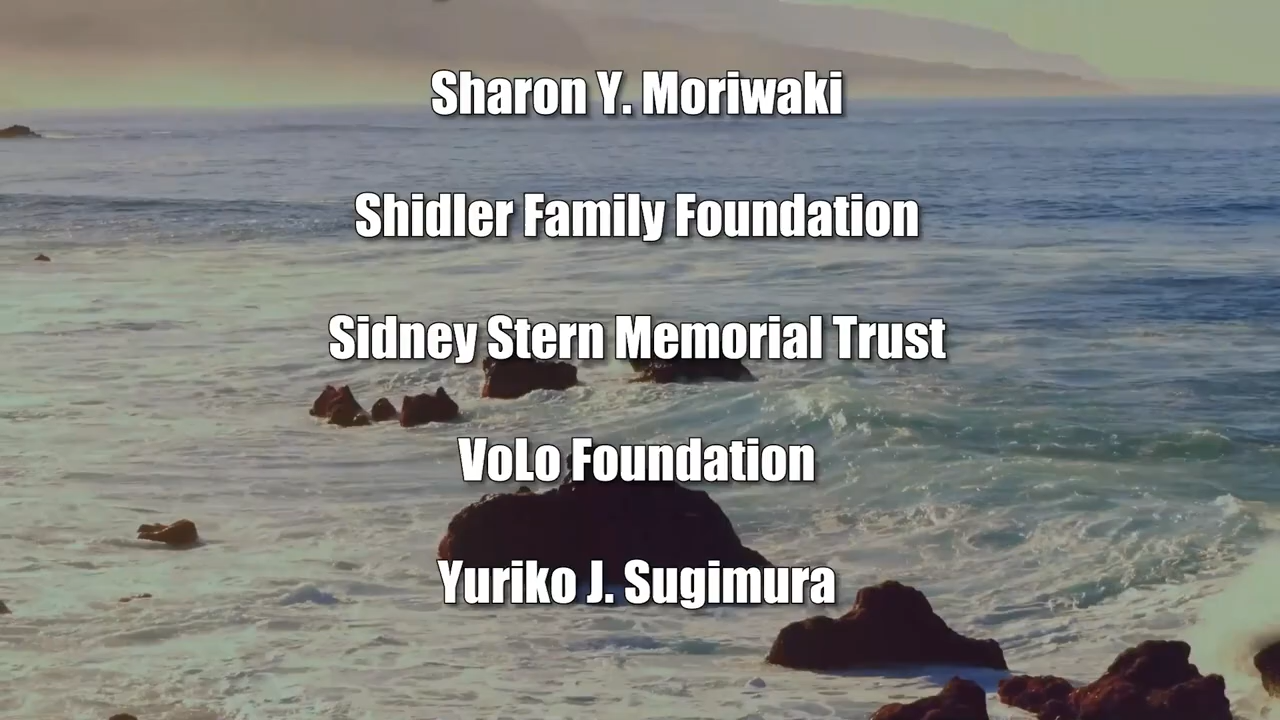 Sharon Y. Moriwaki
Shidler Family Foundation
Sidney Stern Memorial Trust
VoLo Foundation
Yuriko J. Sugimura